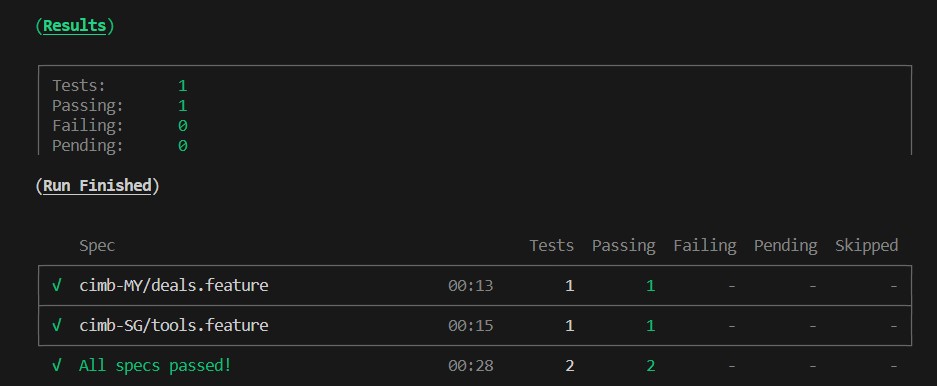 (Results)
Tests: 1
Passing: 1
Failing: 0
Pending: 0
(Run Finished)
Spec Tests Passing Failing Pending Skipped
√ cimb-MY/deals.feature 00:13 1 1 - - -
√ cimb-SG/tools.feature 00:15 1 1 - - -
√ All specs passed! 00:28 2 2 - - -